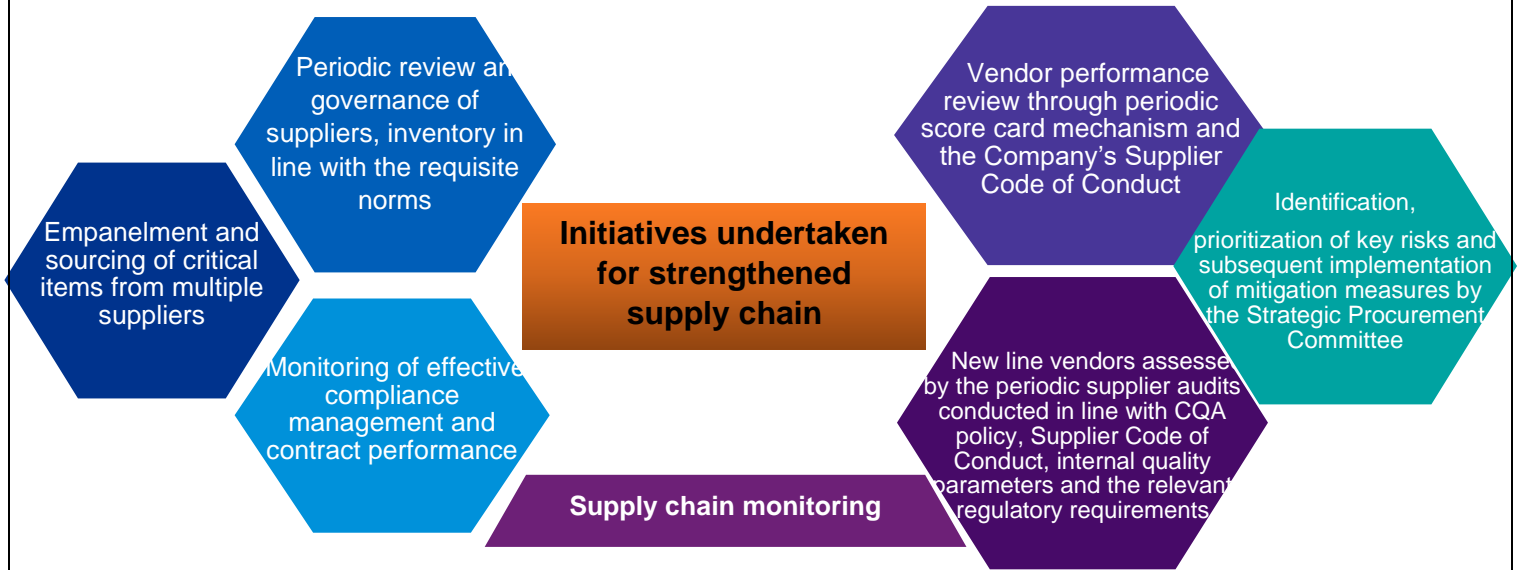 Periodic review an
governance of
suppliers, inventory in
line with the requisite
norms
Empanelment and
sourcing of critical
items from multiple
suppliers
Monitoring of effective
compliance
management and
contract performance
Initiatives undertaken
for strengthened
supply chain
Supply chain monitoring
Vendor performance
review through periodic
score card mechanism and
the Company’s Supplier
Code of Conduct
Identification,
prioritization of key risks and
subsequent implementation
of mitigation measures by
the Strategic Procurement
Committee
New line vendors assesse
by the periodic supplier audits
conducted in line with CQA
policy, Supplier Code of
Conduct, internal quality
parameters and the relevant
regulatory requirements